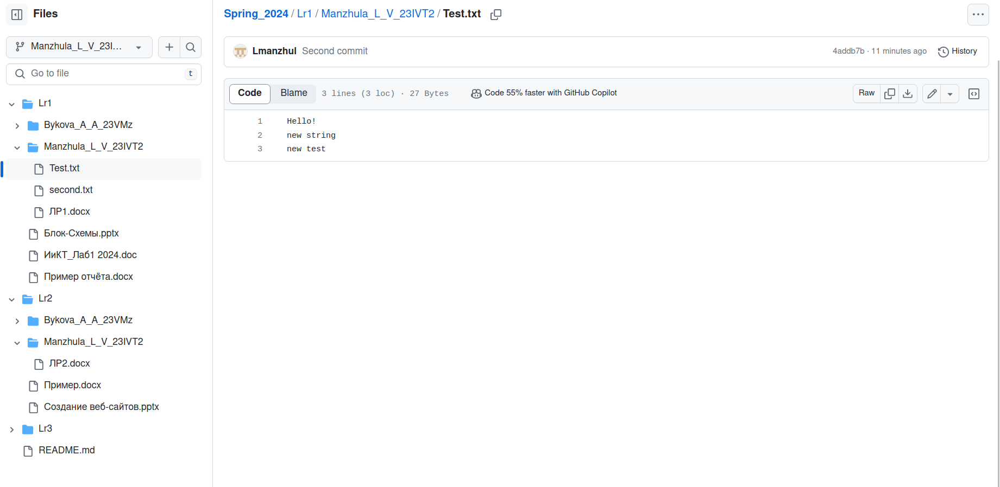 Files
Manzhula_L_V_23I...
Go to file
t
Lr1
Bykova_A_A_23VMz
Manzhula_L_V_23IVT2
Test.txt
second.txt
ЛР1.docx
Блок-Схемы.pptx
ИиКТ_Лаб1 2024.doc
Пример отчёта.docx
Lr2
Bykova_A_A_23VMz
Manzhula_L_V_23IVT2
ЛР2.docx
Пример.docx
Создание веб-сайтов.pptx
Lr3
README.md
Spring_2024 / Lr1 / Manzhula_L_V_23IVT2 / Test.txt
Lmanzhul Second commit 4addb7b · 11 minutes ago History
Code Blame 3 lines (3 loc) · 27 Bytes Code 55% faster with GitHub Copilot Raw
1 Hello!
2 new string
3 new test